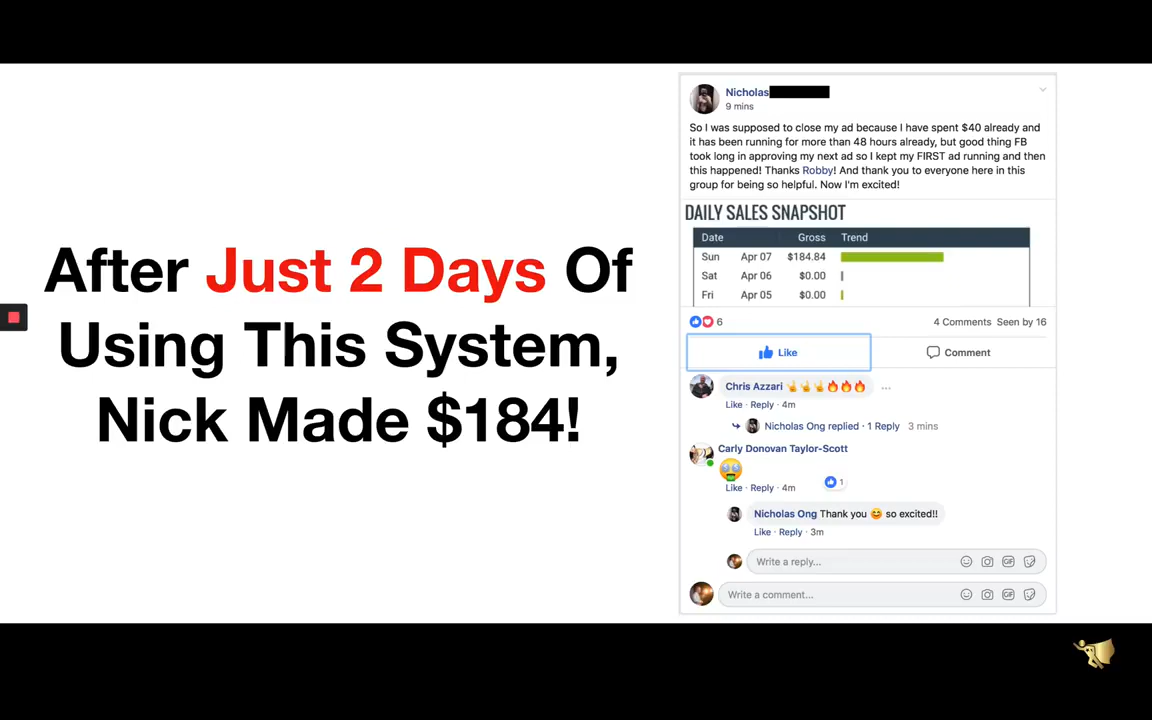 After Just 2 Days Of
Using This System,
Nick Made $184!
Nicholas
9 mins
So I was supposed to close my ad because I have spent $40 already and
it has been running for more than 48 hours already, but good thing FB
took long in approving my next ad so I kept my FIRST ad running and then
this happened! Thanks Robby! And thank you to everyone here in this
group for being so helpful. Now I'm excited!
DAILY SALES SNAPSHOT
Date Gross Trend
Sun Apr 07 $184.84
Sat Apr 06 $0.00
Fri Apr 05 $0.00
6 4 Comments Seen by 16
Like Comment
Chris Azzari 🤙🤙🤙🔥🔥🔥 ...
Like · Reply · 4m
Nicholas Ong replied · 1 Reply 3 mins
Carly Donovan Taylor-Scott
🤑
Like · Reply · 4m 1
Nicholas Ong Thank you 😊 so excited!!
Like · Reply · 3m
Write a reply... GIF
Write a comment... GIF